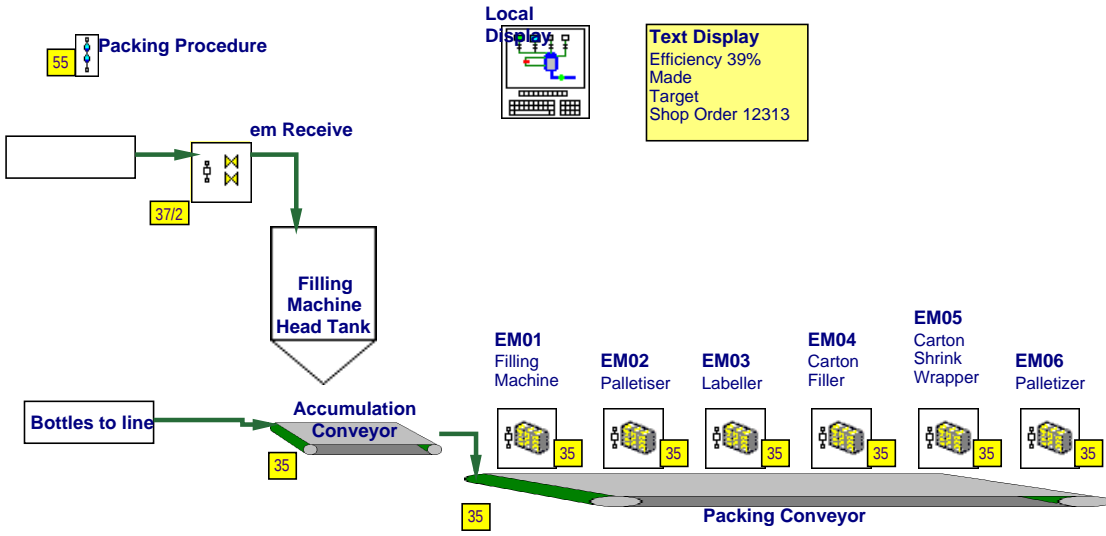 Local
Display
Packing Procedure
55
Text Display
Efficiency 39%
Made
Target
Shop Order 12313
em Receive
37/2
Filling
Machine
Head Tank
EM01
Filling
Machine
EM02
Palletiser
EM03
Labeller
EM04
Carton
Filler
EM05
Carton
Shrink
Wrapper
EM06
Palletizer
Bottles to line
Accumulation
Conveyor
35
35
35
35
35
35
35
35
Packing Conveyor